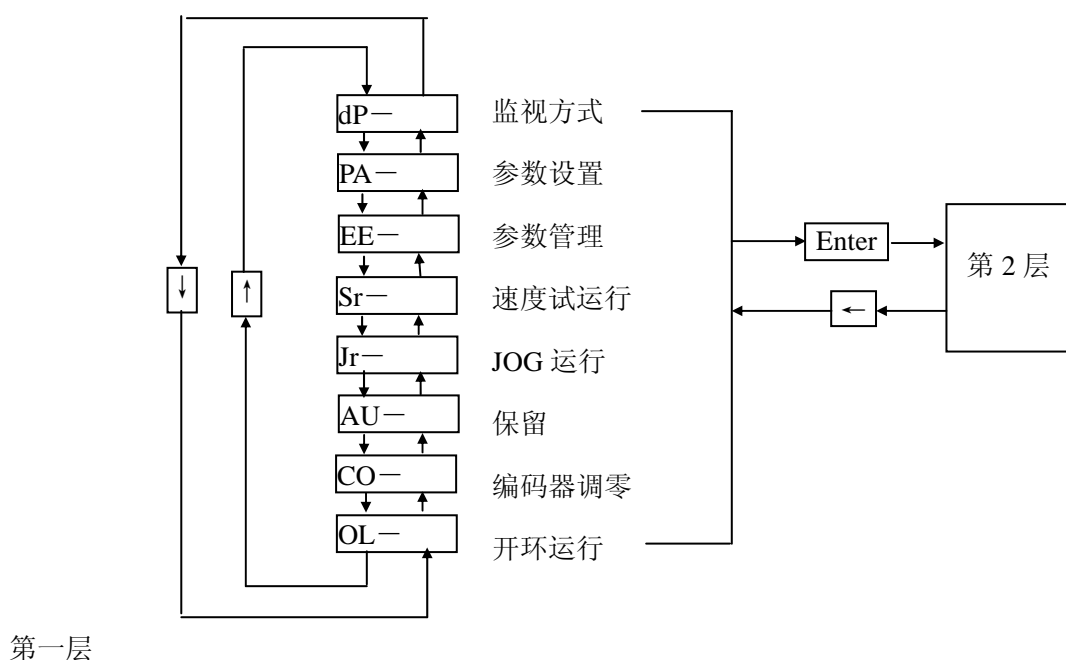 dP－ 监视方式
PA－ 参数设置
EE－ 参数管理
Enter
第 2 层
↓
↑
Sr－ 速度试运行
←
Jr－ JOG 运行
AU－ 保留
CO－ 编码器调零
OL－ 开环运行
第一层